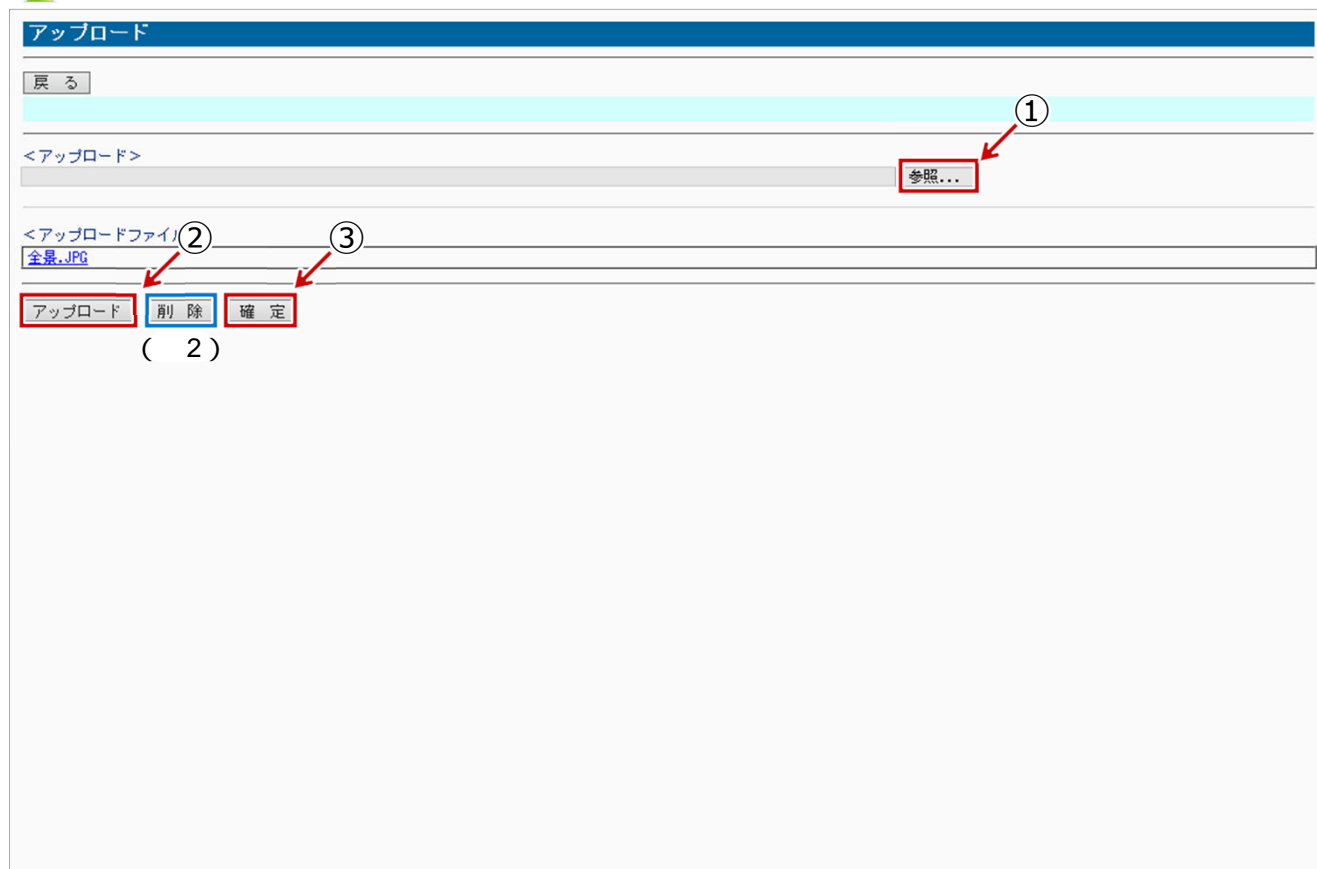 アップロード
戻 る
①
<アップロード>
参照...
<アップロードファイル
② ③
全景.JPG
アップロード 削 除 確 定
( 2)